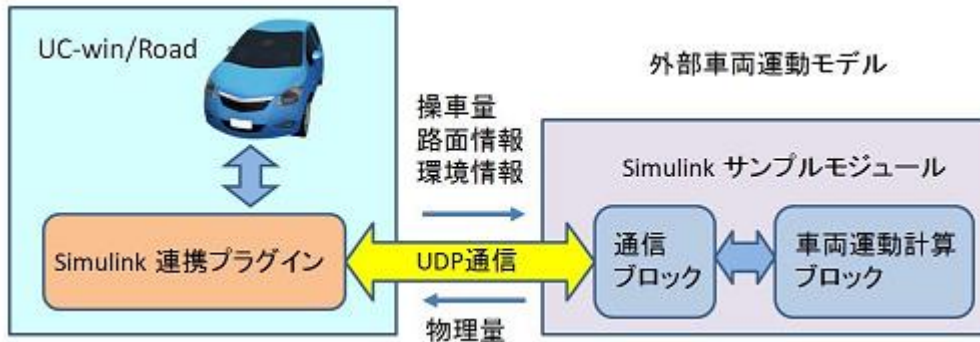 UC-win/Road
外部車両運動モデル
操車量
路面情報
環境情報
Simulink サンプルモジュール
Simulink 連携プラグイン
UDP通信
通信
ブロック
車両運動計算
ブロック
物理量